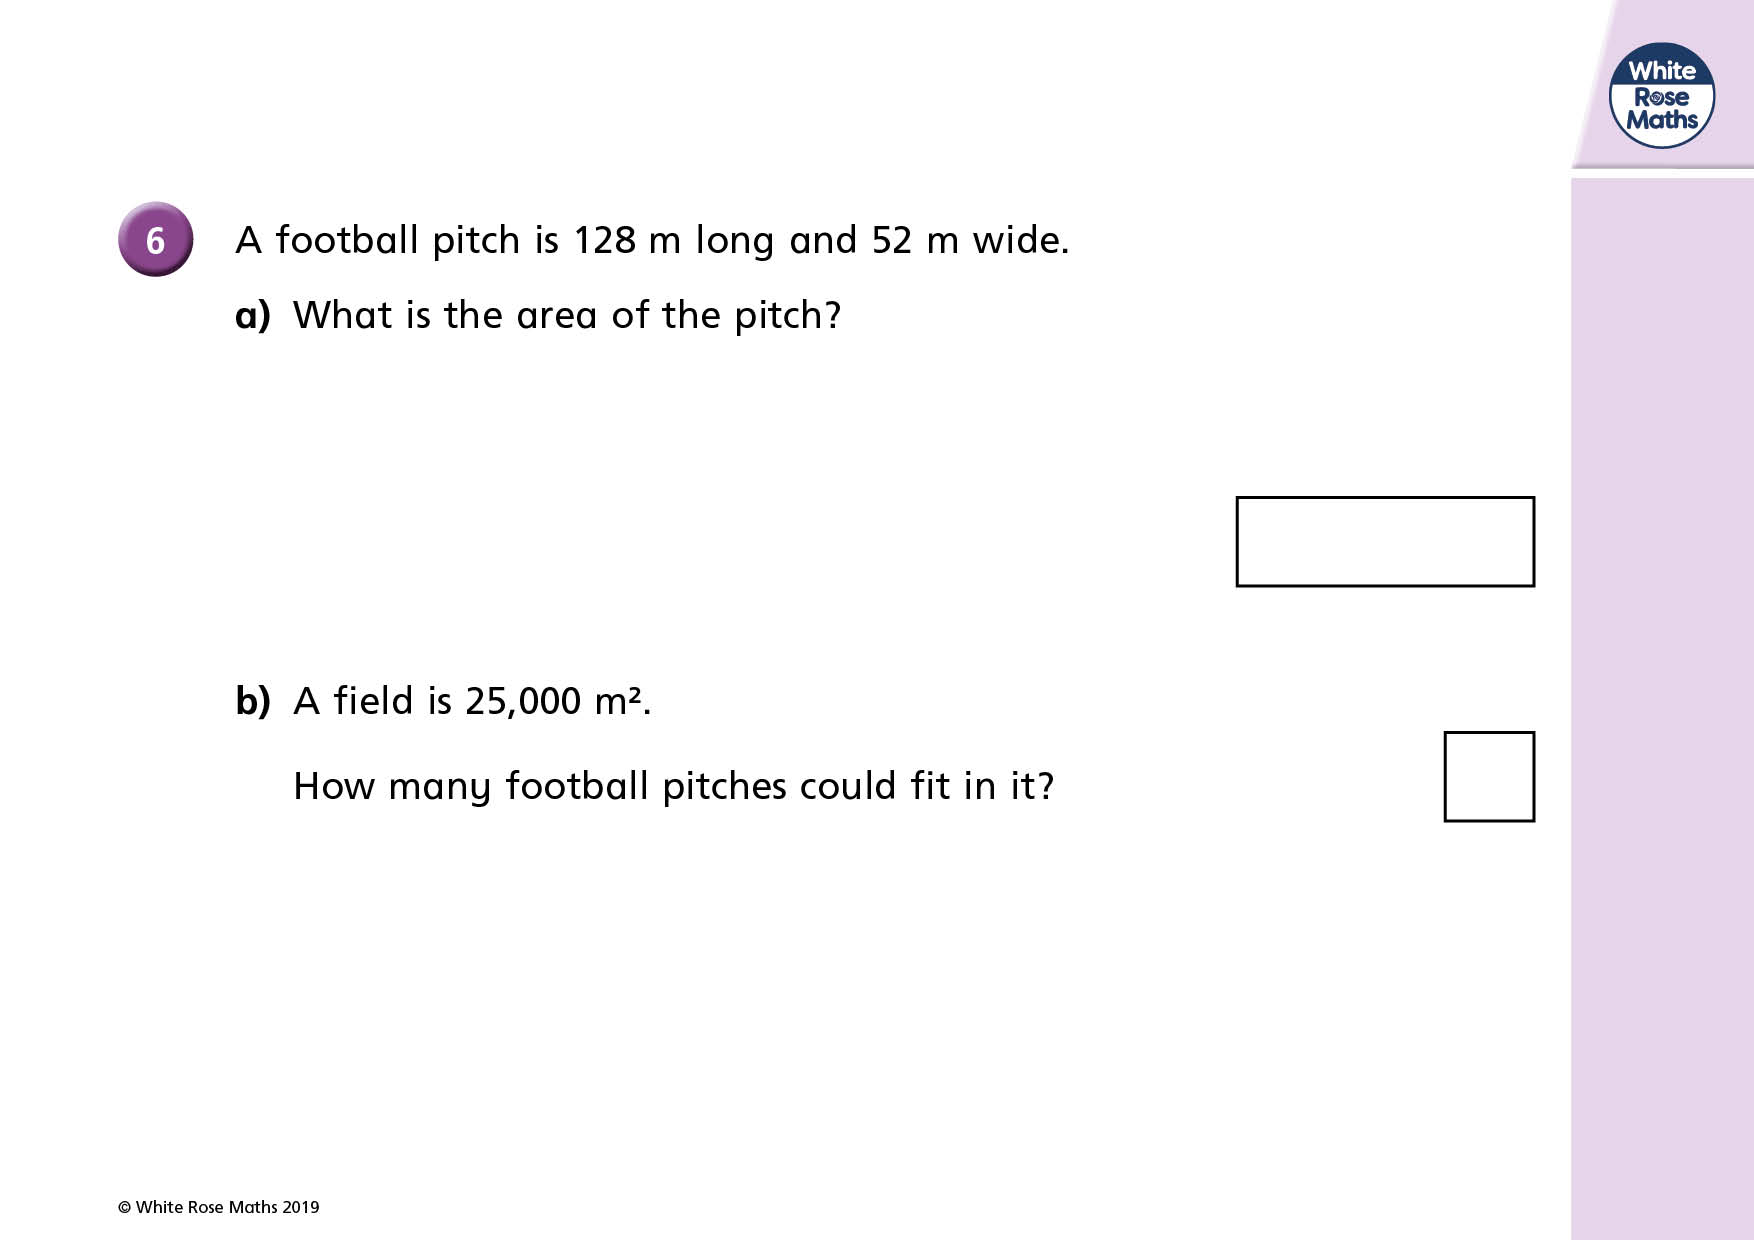 White
Rose
Maths
6 A football pitch is 128 m long and 52 m wide.
a) What is the area of the pitch?
b) A field is 25,000 m².
How many football pitches could fit in it?
© White Rose Maths 2019